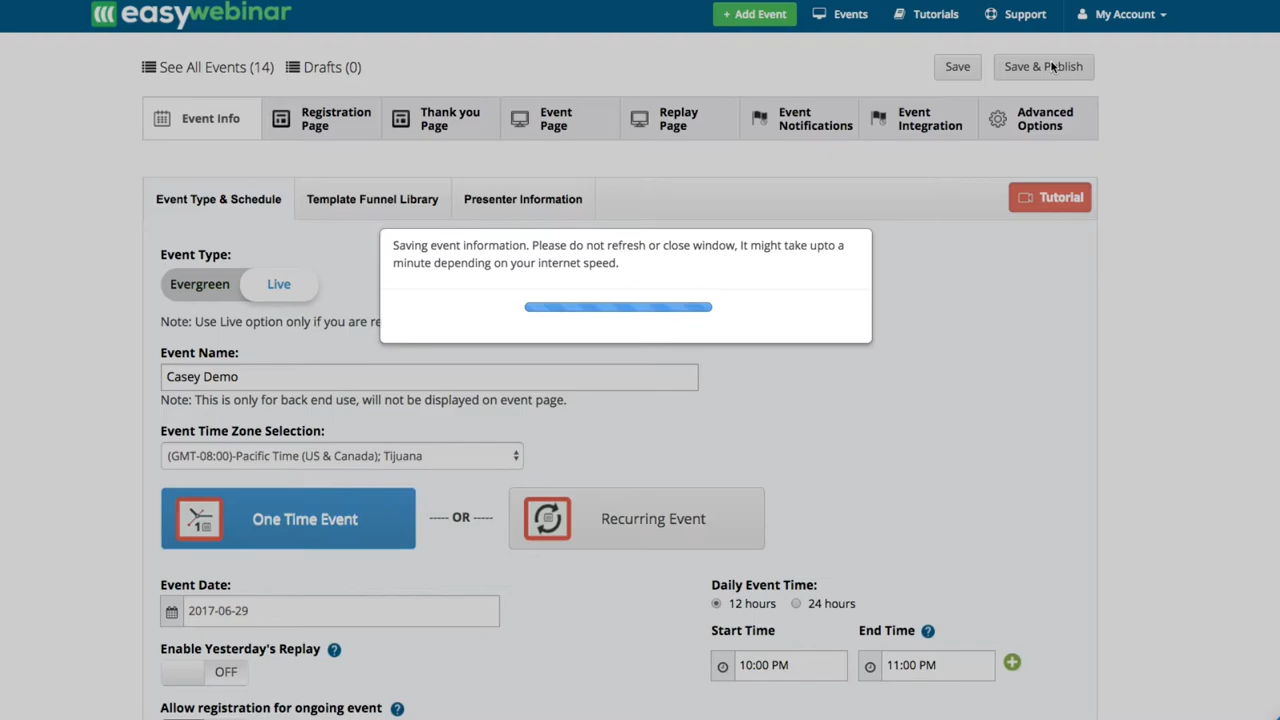 easywebinar
+ Add Event
Events
Tutorials
Support
My Account
See All Events (14)
Drafts (0)
Save
Save & Publish
Event Info
Registration
Page
Thank you
Page
Event
Page
Replay
Page
Event
Notifications
Event
Integration
Advanced
Options
Event Type & Schedule
Template Funnel Library
Presenter Information
Tutorial
Saving event information. Please do not refresh or close window, It might take upto a
minute depending on your internet speed.
Event Type:
Evergreen
Live
Note: Use Live option only if you are re
Event Name:
Casey Demo
Note: This is only for back end use, will not be displayed on event page.
Event Time Zone Selection:
(GMT-08:00)-Pacific Time (US & Canada); Tijuana
1
One Time Event
----- OR -----
Recurring Event
Event Date:
2017-06-29
Daily Event Time:
12 hours
24 hours
Start Time
End Time ?
10:00 PM
11:00 PM
Enable Yesterday's Replay ?
OFF
Allow registration for ongoing event ?